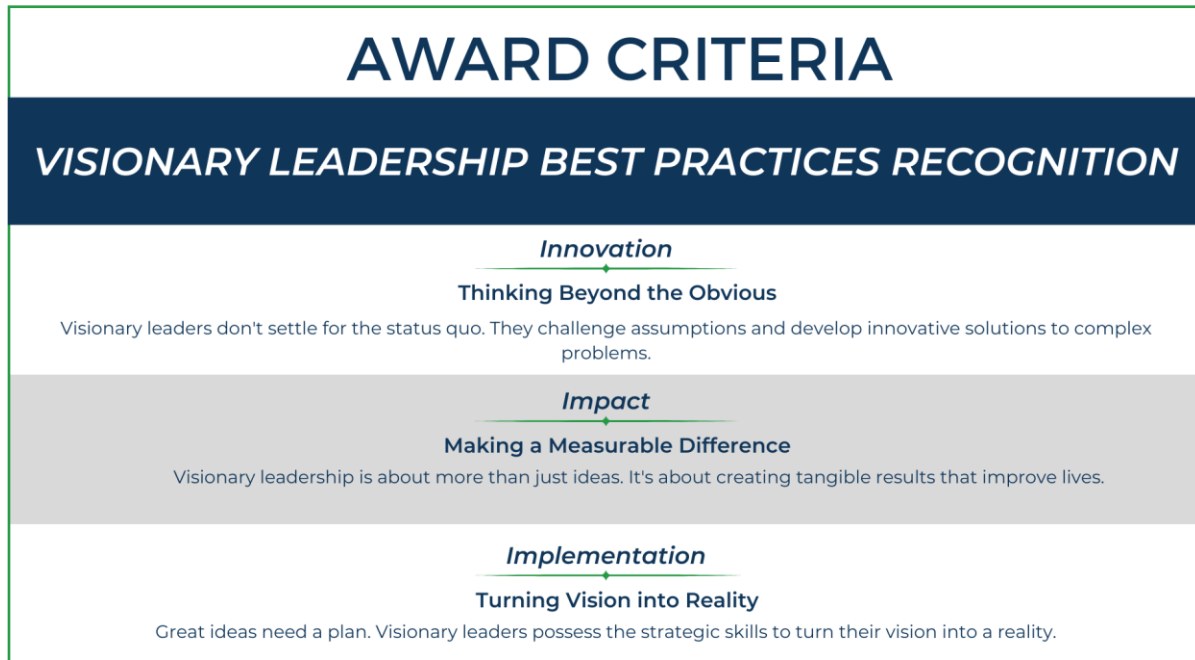 AWARD CRITERIA
VISIONARY LEADERSHIP BEST PRACTICES RECOGNITION
Innovation
Thinking Beyond the Obvious
Visionary leaders don't settle for the status quo. They challenge assumptions and develop innovative solutions to complex
problems.
Impact
Making a Measurable Difference
Visionary leadership is about more than just ideas. It's about creating tangible results that improve lives.
Implementation
Turning Vision into Reality
Great ideas need a plan. Visionary leaders possess the strategic skills to turn their vision into a reality.